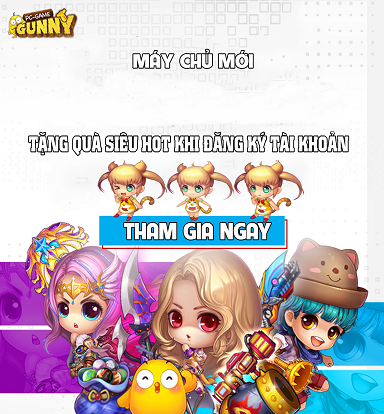 PC-GAME
GUNNY
MÁY CHỦ MỚI
TẶNG QUÀ SIÊU HOT KHI ĐĂNG KÝ TÀI KHOẢN
THAM GIA NGAY